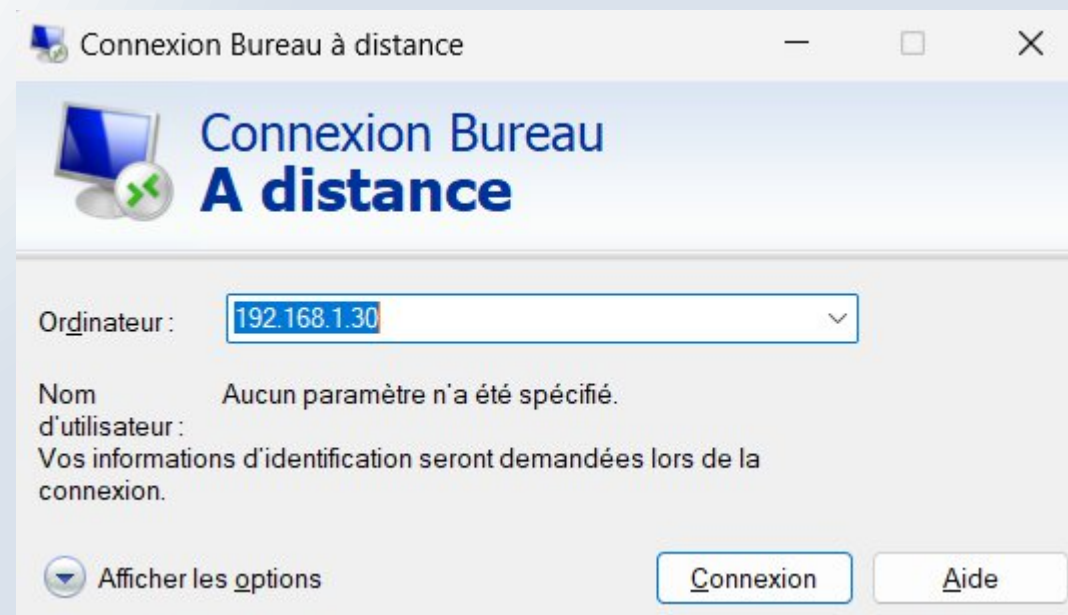 Connexion Bureau à distance
Connexion Bureau
A distance
Ordinateur :
192.168.1.30
Nom d'utilisateur :
Aucun paramètre n'a été spécifié.
Vos informations d'identification seront demandées lors de la
connexion.
Afficher les options
Connexion
Aide